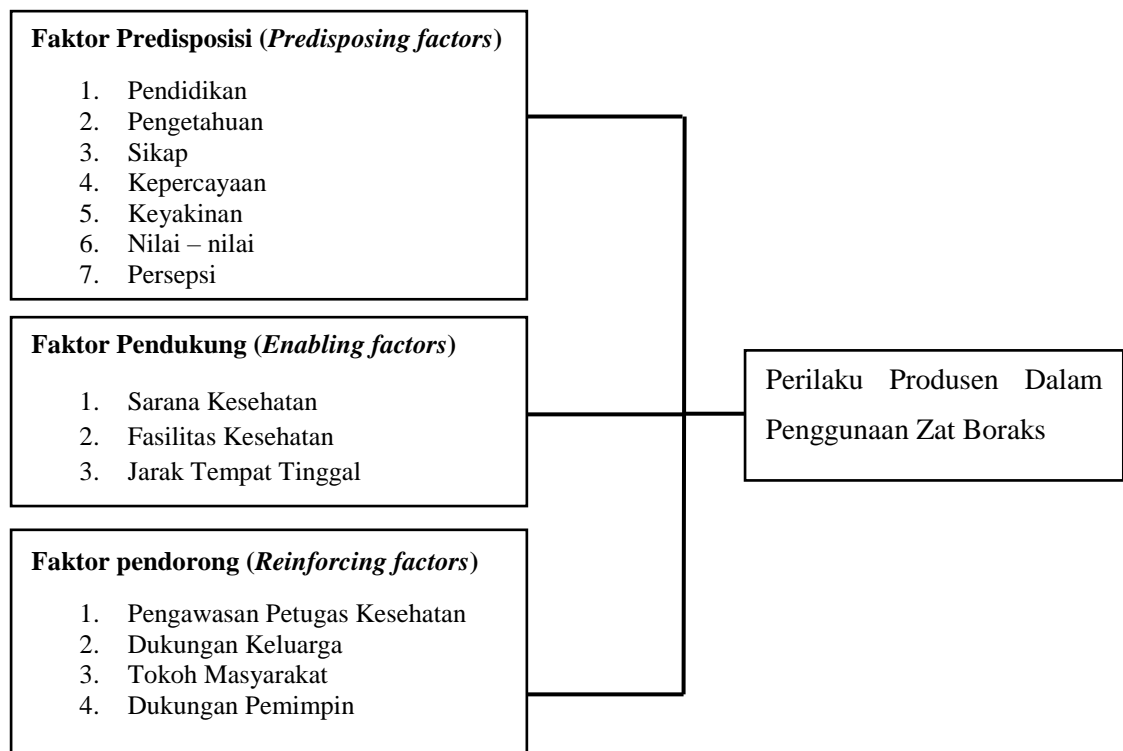 Faktor Predisposisi (Predisposing factors)
1. Pendidikan
2. Pengetahuan
3. Sikap
4. Kepercayaan
5. Keyakinan
6. Nilai – nilai
7. Persepsi
Faktor Pendukung (Enabling factors)
1. Sarana Kesehatan
2. Fasilitas Kesehatan
3. Jarak Tempat Tinggal
Faktor pendorong (Reinforcing factors)
1. Pengawasan Petugas Kesehatan
2. Dukungan Keluarga
3. Tokoh Masyarakat
4. Dukungan Pemimpin
Perilaku Produsen Dalam
Penggunaan Zat Boraks